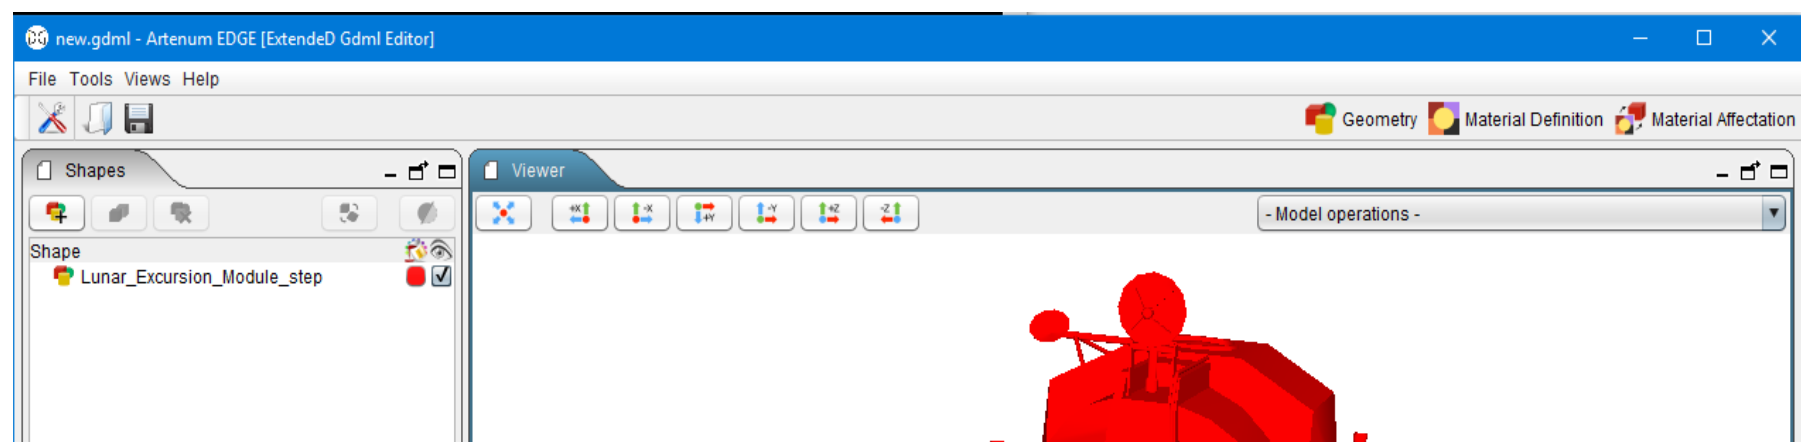 new.gdml - Artenum EDGE [ExtendeD Gdml Editor]
File Tools Views Help
Geometry Material Definition Material Affectation
Shapes
Viewer
+X -X +Y -Y +Z -Z
- Model operations -
Shape
Lunar_Excursion_Module_step